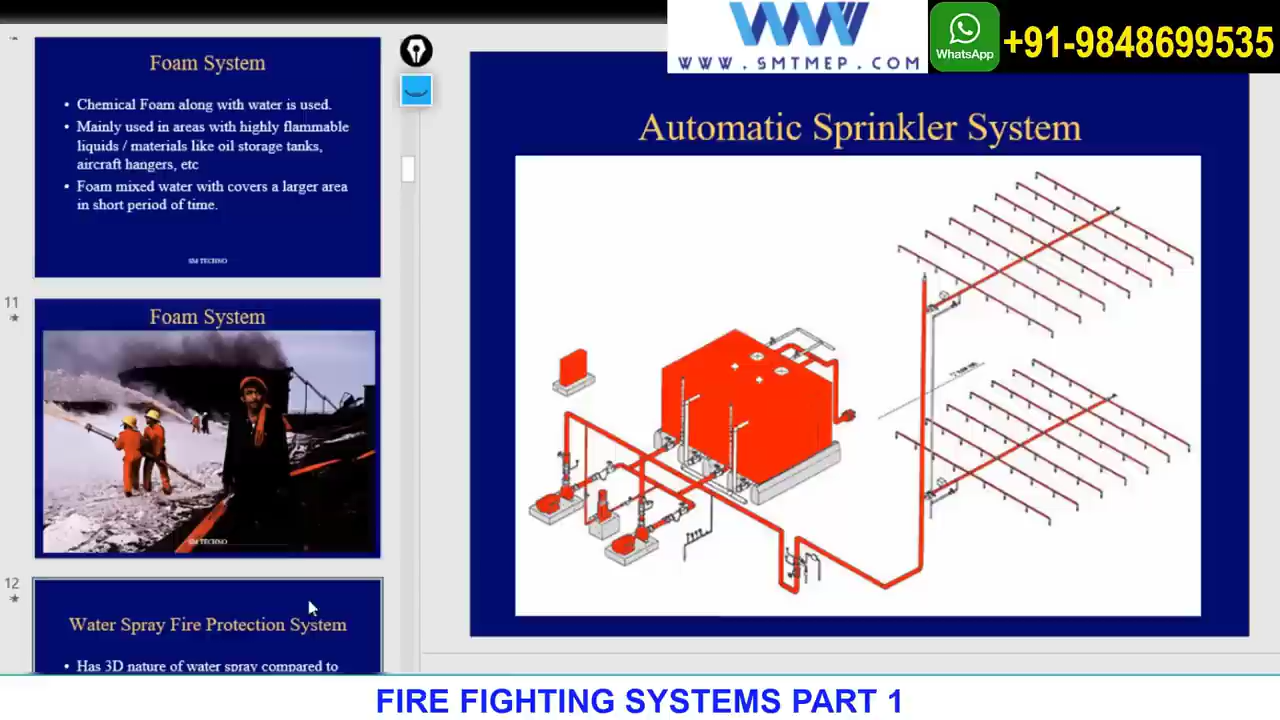 WWW.SMTMEP.COM
WhatsApp
+91-9848699535
Foam System
• Chemical Foam along with water is used.
• Mainly used in areas with highly flammable
liquids / materials like oil storage tanks,
aircraft hangers, etc
• Foam mixed water with covers a larger area
in short period of time.
SM TECHNO
11
Foam System
SM TECHNO
12
Water Spray Fire Protection System
• Has 3D nature of water spray compared to
Automatic Sprinkler System
FIRE FIGHTING SYSTEMS PART 1